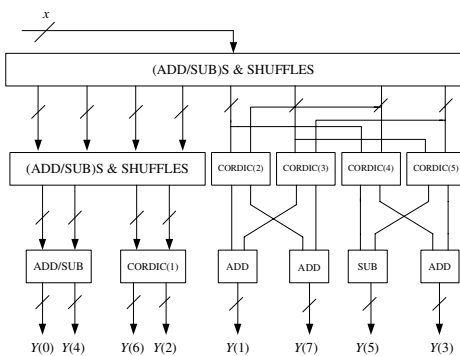 x
(ADD/SUB)S & SHUFFLES
(ADD/SUB)S & SHUFFLES
CORDIC(2)
CORDIC(3)
CORDIC(4)
CORDIC(5)
ADD/SUB
CORDIC(1)
ADD
ADD
SUB
ADD
Y(0)
Y(4)
Y(6)
Y(2)
Y(1)
Y(7)
Y(5)
Y(3)